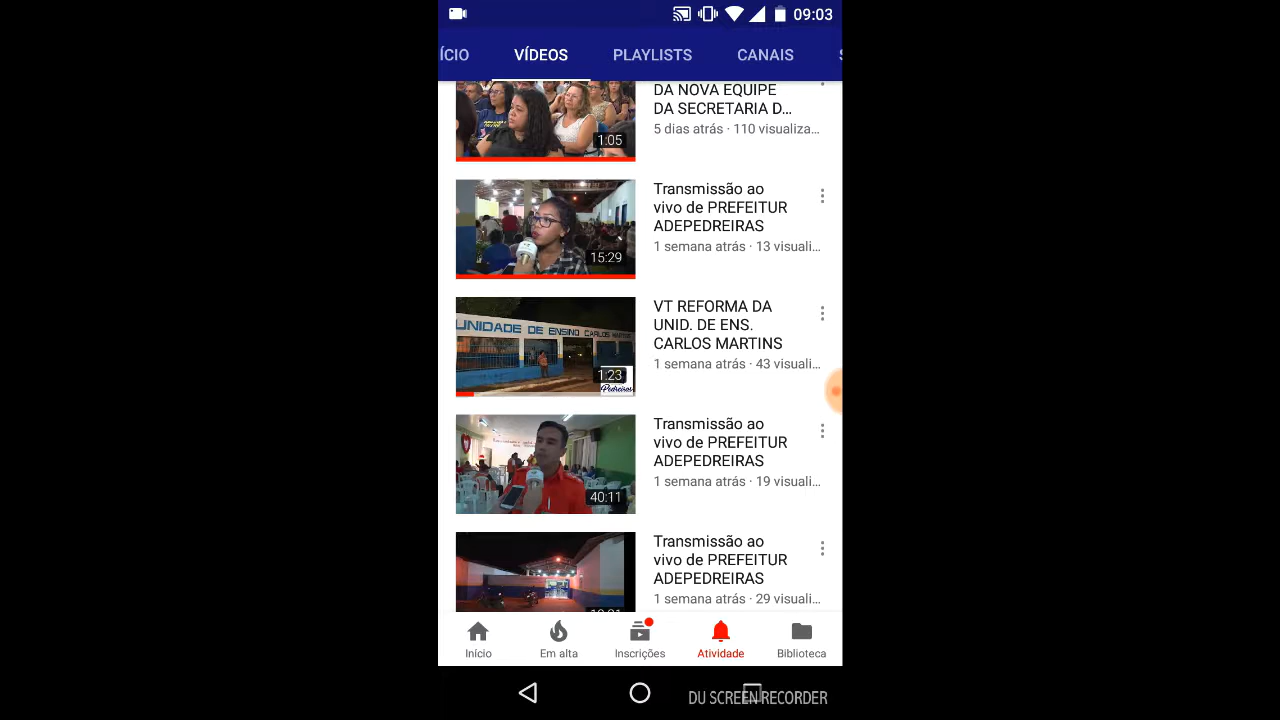 09:03
ÍCIO VÍDEOS PLAYLISTS CANAIS S
DA NOVA EQUIPE
DA SECRETARIA D...
5 dias atrás · 110 visualiza...
1:05
Transmissão ao
vivo de PREFEITUR
ADEPEDREIRAS
1 semana atrás · 13 visuali...
15:29
VT REFORMA DA
UNID. DE ENS.
CARLOS MARTINS
1 semana atrás · 43 visuali...
UNIDADE DE ENSINO CARLOS MARTINS
1:23
Pedreiras
Transmissão ao
vivo de PREFEITUR
ADEPEDREIRAS
1 semana atrás · 19 visuali...
40:11
Transmissão ao
vivo de PREFEITUR
ADEPEDREIRAS
1 semana atrás · 29 visuali...
Início Em alta Inscrições Atividade Biblioteca
DU SCREEN RECORDER